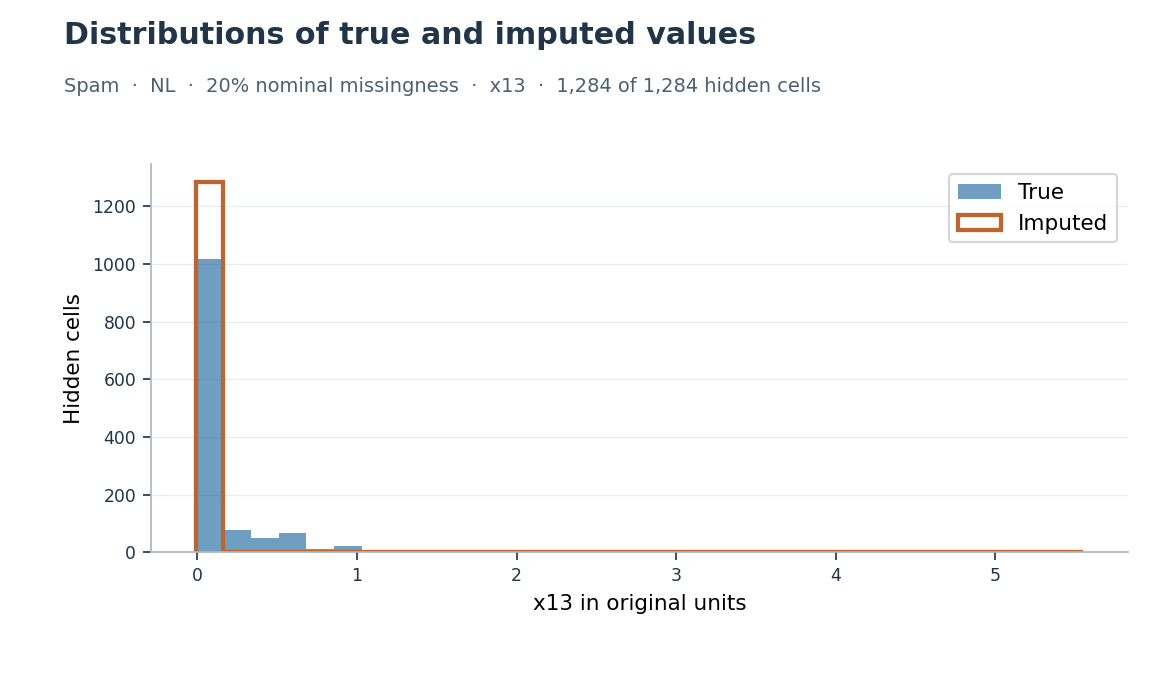 Distributions of true and imputed values
Spam · NL · 20% nominal missingness · x13 · 1,284 of 1,284 hidden cells
True
Imputed
1200
1000
800
600
400
200
0
Hidden cells
0 1 2 3 4 5
x13 in original units